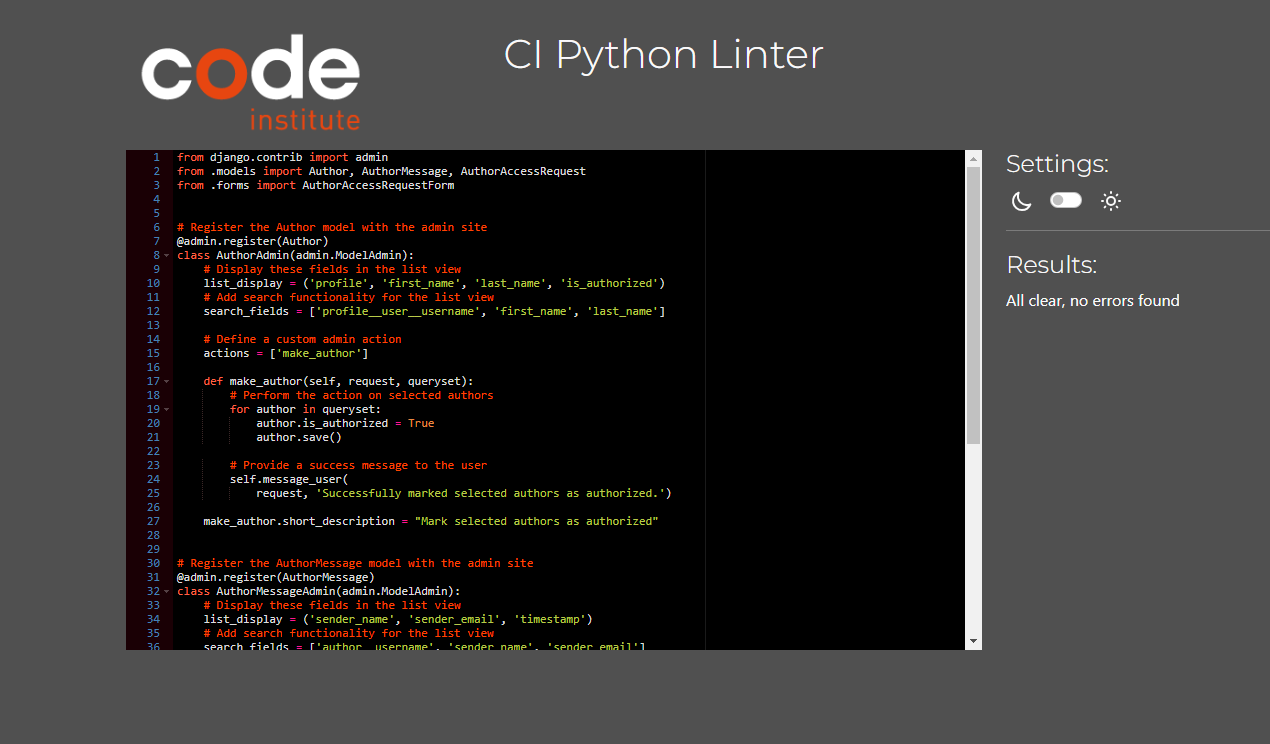 code
institute
CI Python Linter
1 from django.contrib import admin
2 from .models import Author, AuthorMessage, AuthorAccessRequest
3 from .forms import AuthorAccessRequestForm
4
5
6 # Register the Author model with the admin site
7 @admin.register(Author)
8 class AuthorAdmin(admin.ModelAdmin):
9     # Display these fields in the list view
10     list_display = ('profile', 'first_name', 'last_name', 'is_authorized')
11     # Add search functionality for the list view
12     search_fields = ['profile__user__username', 'first_name', 'last_name']
13
14     # Define a custom admin action
15     actions = ['make_author']
16
17     def make_author(self, request, queryset):
18         # Perform the action on selected authors
19         for author in queryset:
20             author.is_authorized = True
21             author.save()
22
23         # Provide a success message to the user
24         self.message_user(
25             request, 'Successfully marked selected authors as authorized.')
26
27     make_author.short_description = "Mark selected authors as authorized"
28
29
30 # Register the AuthorMessage model with the admin site
31 @admin.register(AuthorMessage)
32 class AuthorMessageAdmin(admin.ModelAdmin):
33     # Display these fields in the list view
34     list_display = ('sender_name', 'sender_email', 'timestamp')
35     # Add search functionality for the list view
36     search_fields = ['author__username', 'sender_name', 'sender_email']
Settings:
Results:
All clear, no errors found